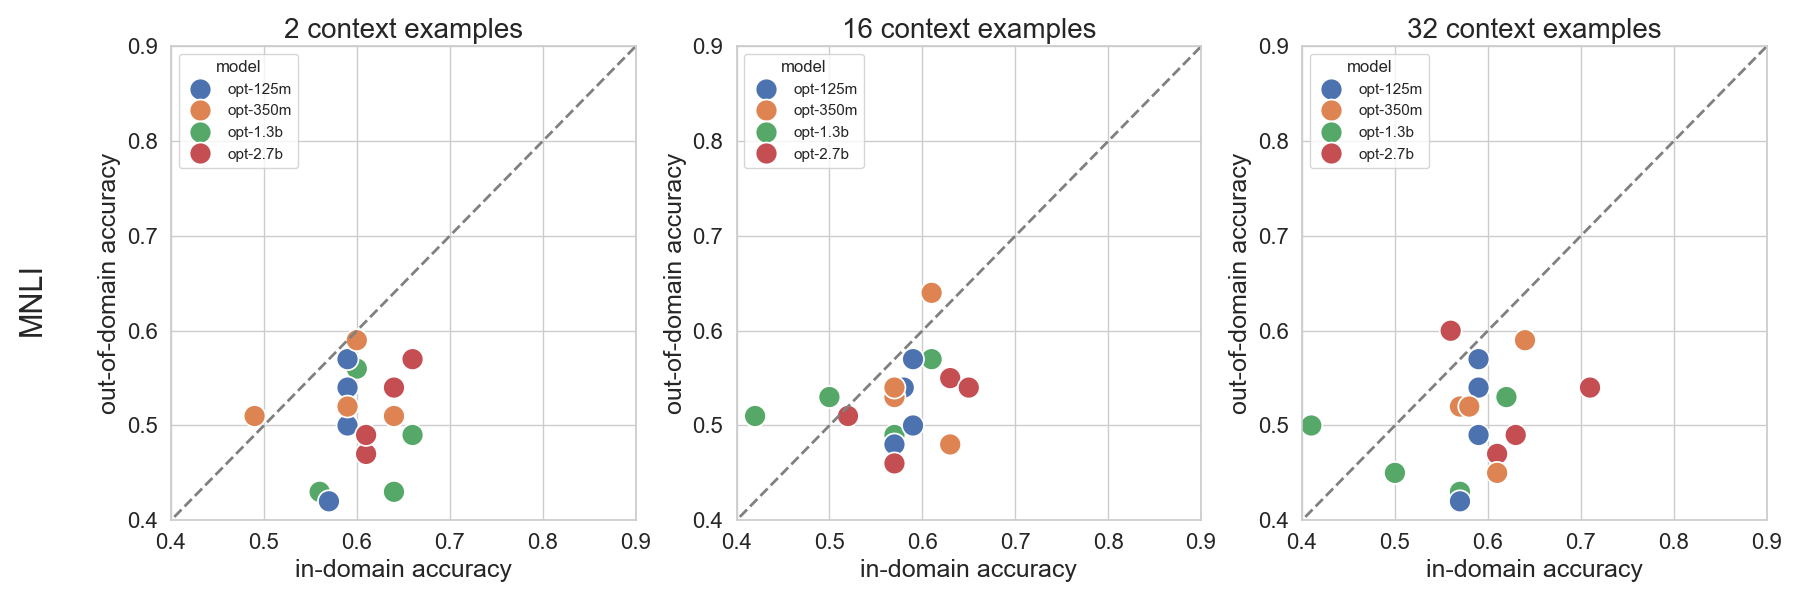 MNLI
2 context examples
model
opt-125m
opt-350m
opt-1.3b
opt-2.7b
0.9
0.8
0.7
0.6
0.5
0.4
out-of-domain accuracy
0.4 0.5 0.6 0.7 0.8 0.9
in-domain accuracy
16 context examples
model
opt-125m
opt-350m
opt-1.3b
opt-2.7b
0.9
0.8
0.7
0.6
0.5
0.4
out-of-domain accuracy
0.4 0.5 0.6 0.7 0.8 0.9
in-domain accuracy
32 context examples
model
opt-125m
opt-350m
opt-1.3b
opt-2.7b
0.9
0.8
0.7
0.6
0.5
0.4
out-of-domain accuracy
0.4 0.5 0.6 0.7 0.8 0.9
in-domain accuracy